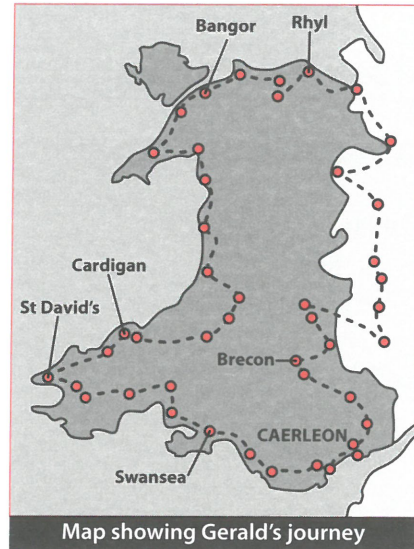 Bangor
Rhyl
Cardigan
St David's
Brecon
CAERLEON
Swansea
Map showing Gerald's journey